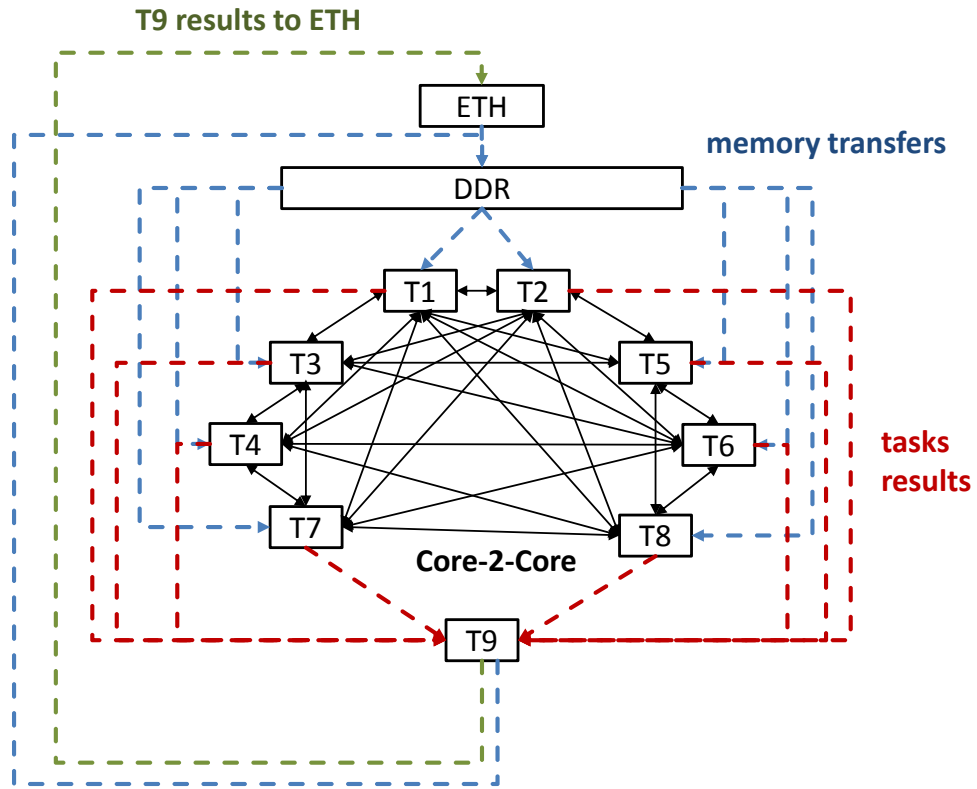 T9 results to ETH
ETH
memory transfers
DDR
T1
T2
T3
T5
T4
T6
tasks
results
T7
T8
Core-2-Core
T9